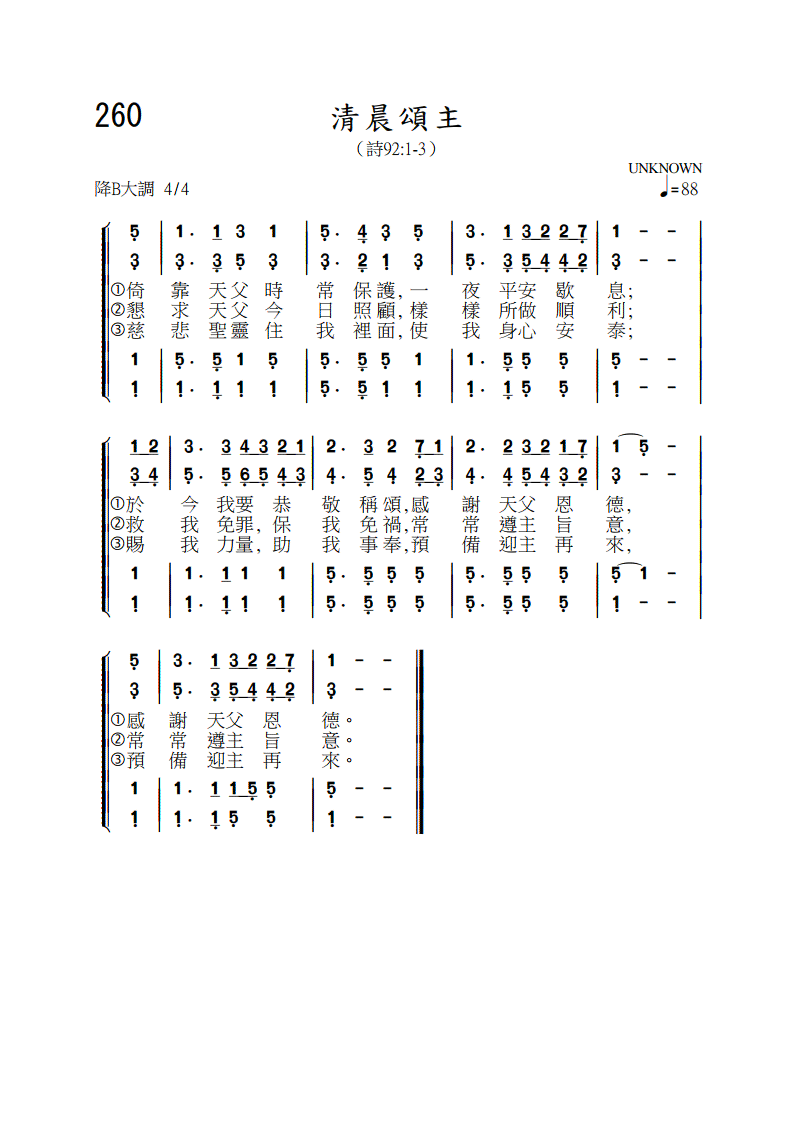 260
清晨頌主
（詩92:1-3）
UNKNOWN
降B大調 4/4
♩=88
5̣ | 1· 1 3 1 | 5̣· 4̣ 3̣ 5̣ | 3· 1 3 2 2 7̣ | 1 - - |
3̣ | 3̣· 3̣ 5̣ 3̣ | 3̣· 2̣ 1 3̣ | 5̣· 3̣ 5̣ 4̣ 4̣ 2̣ | 3̣ - - |
①倚 靠 天父 時 常 保護,一 夜 平安 歇 息;
②懇 求 天父 今 日 照顧,樣 樣 所做 順 利;
③慈 悲 聖靈 住 我 裡面,使 我 身心 安 泰;
1 | 5̣· 5̣ 1 5̣ | 5̣· 5̣ 5̣ 1 | 1· 5̣ 5̣ 5̣ | 5̣ - - |
1̣ | 1̣· 1̣ 1̣ 1̣ | 5̣· 5̣ 1̣ 1̣ | 1̣· 1̣ 5̣ 5̣ | 1̣ - - |
1 2 | 3· 3 4 3 2 1 | 2· 3 2 7̣ 1 | 2· 2 3 2 1 7̣ | 1 5̣ - |
3̣ 4̣ | 5̣· 5̣ 6̣ 5̣ 4̣ 3̣ | 4̣· 5̣ 4̣ 2̣ 3̣ | 4̣· 4̣ 5̣ 4̣ 3̣ 2̣ | 3̣ - - |
①於 今 我要 恭 敬 稱頌,感 謝 天父 恩 德,
②救 我 免罪,保 我 免禍,常 常 遵主 旨 意,
③賜 我 力量,助 我 事奉,預 備 迎主 再 來,
1 | 1· 1 1 1 | 5̣· 5̣ 5̣ 5̣ | 5̣· 5̣ 5̣ 5̣ | 5̣ 1 - |
1̣ | 1̣· 1̣ 1̣ 1̣ | 5̣· 5̣ 5̣ 5̣ | 5̣· 5̣ 5̣ 5̣ | 1̣ - - |
5̣ | 3· 1 3 2 2 7̣ | 1 - - ‖
3̣ | 5̣· 3̣ 5̣ 4̣ 4̣ 2̣ | 3̣ - - ‖
①感 謝 天父 恩 德。
②常 常 遵主 旨 意。
③預 備 迎主 再 來。
1 | 1· 1 1 5̣ 5̣ | 5̣ - - ‖
1̣ | 1̣· 1̣ 5̣ 5̣ | 1̣ - - ‖